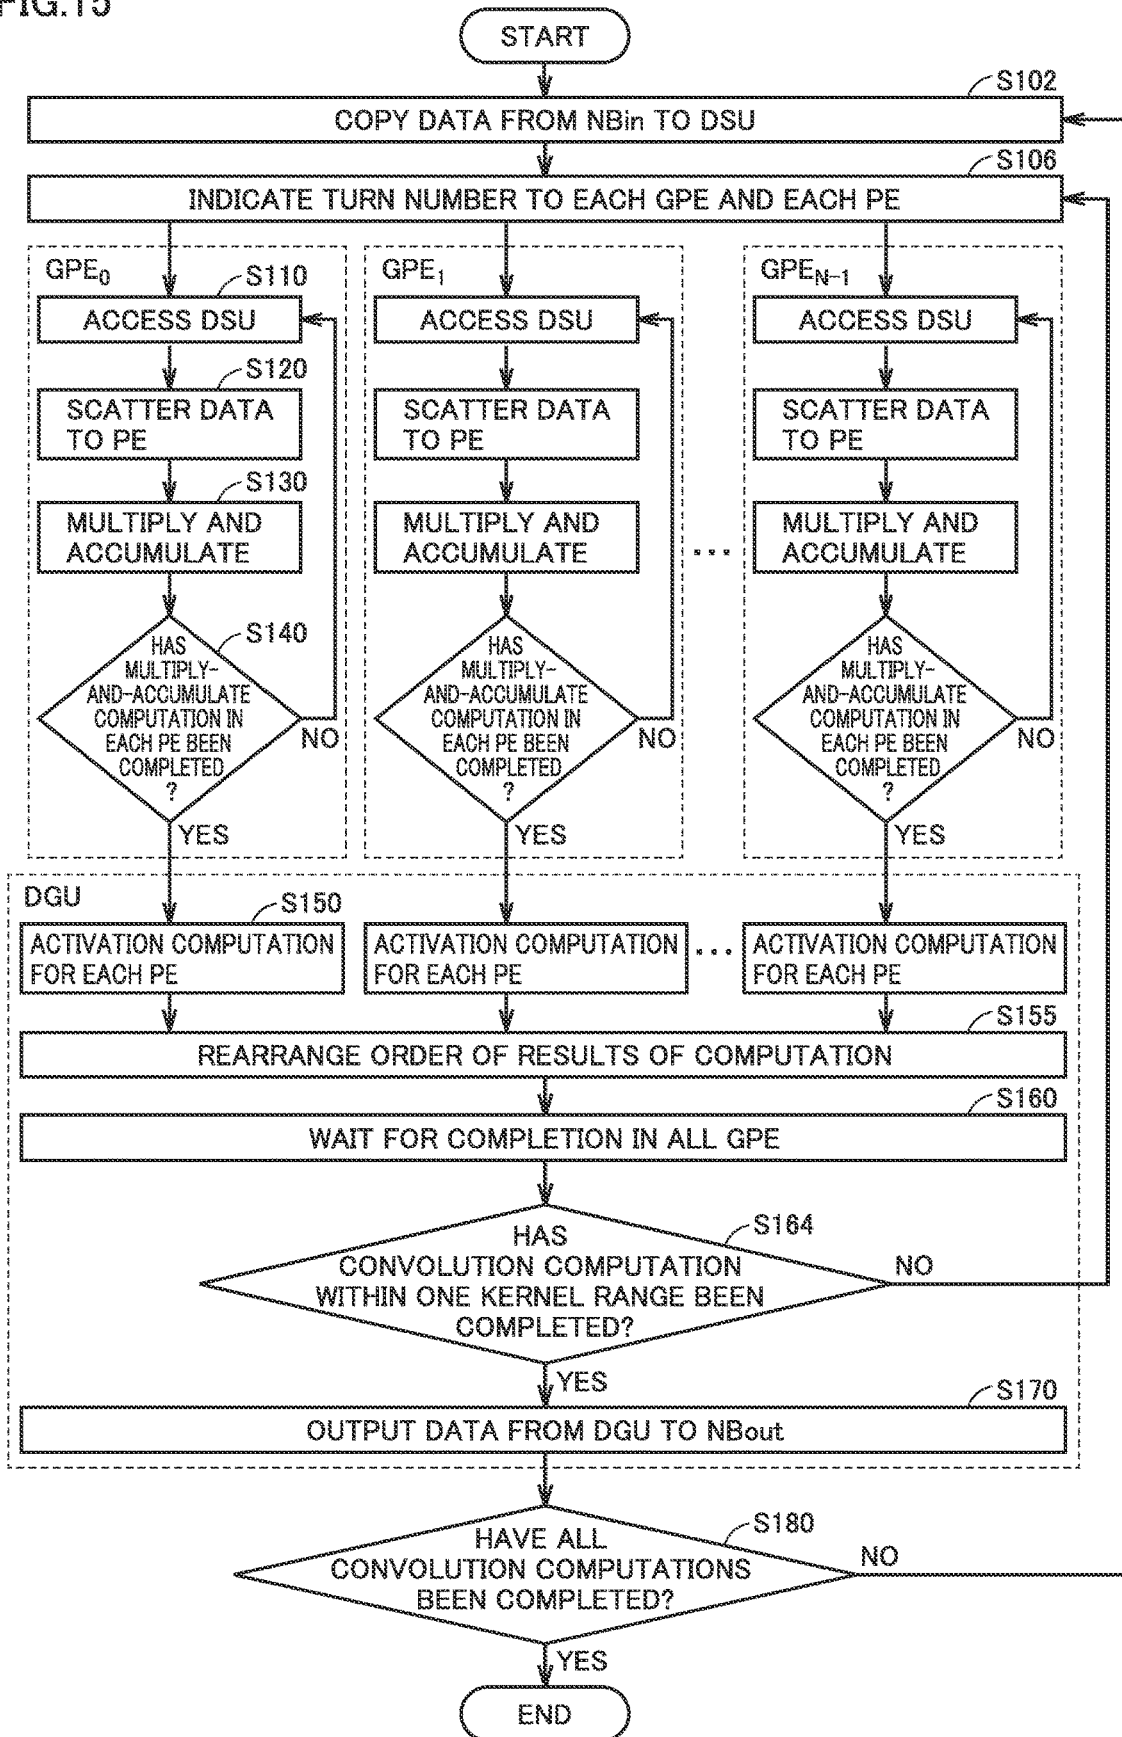 FIG.15
START
S102
COPY DATA FROM NBin TO DSU
S106
INDICATE TURN NUMBER TO EACH GPE AND EACH PE
GPE0
S110
ACCESS DSU
S120
SCATTER DATA
TO PE
S130
MULTIPLY AND
ACCUMULATE
S140
HAS
MULTIPLY-
AND-ACCUMULATE
COMPUTATION IN
EACH PE BEEN
COMPLETED
?
NO
YES
GPE1
ACCESS DSU
SCATTER DATA
TO PE
MULTIPLY AND
ACCUMULATE
HAS
MULTIPLY-
AND-ACCUMULATE
COMPUTATION IN
EACH PE BEEN
COMPLETED
?
NO
YES
...
GPEN-1
ACCESS DSU
SCATTER DATA
TO PE
MULTIPLY AND
ACCUMULATE
HAS
MULTIPLY-
AND-ACCUMULATE
COMPUTATION IN
EACH PE BEEN
COMPLETED
?
NO
YES
DGU
S150
ACTIVATION COMPUTATION
FOR EACH PE
ACTIVATION COMPUTATION
FOR EACH PE
...
ACTIVATION COMPUTATION
FOR EACH PE
S155
REARRANGE ORDER OF RESULTS OF COMPUTATION
S160
WAIT FOR COMPLETION IN ALL GPE
S164
HAS
CONVOLUTION COMPUTATION
WITHIN ONE KERNEL RANGE BEEN
COMPLETED?
NO
YES
S170
OUTPUT DATA FROM DGU TO NBout
S180
HAVE ALL
CONVOLUTION COMPUTATIONS
BEEN COMPLETED?
NO
YES
END